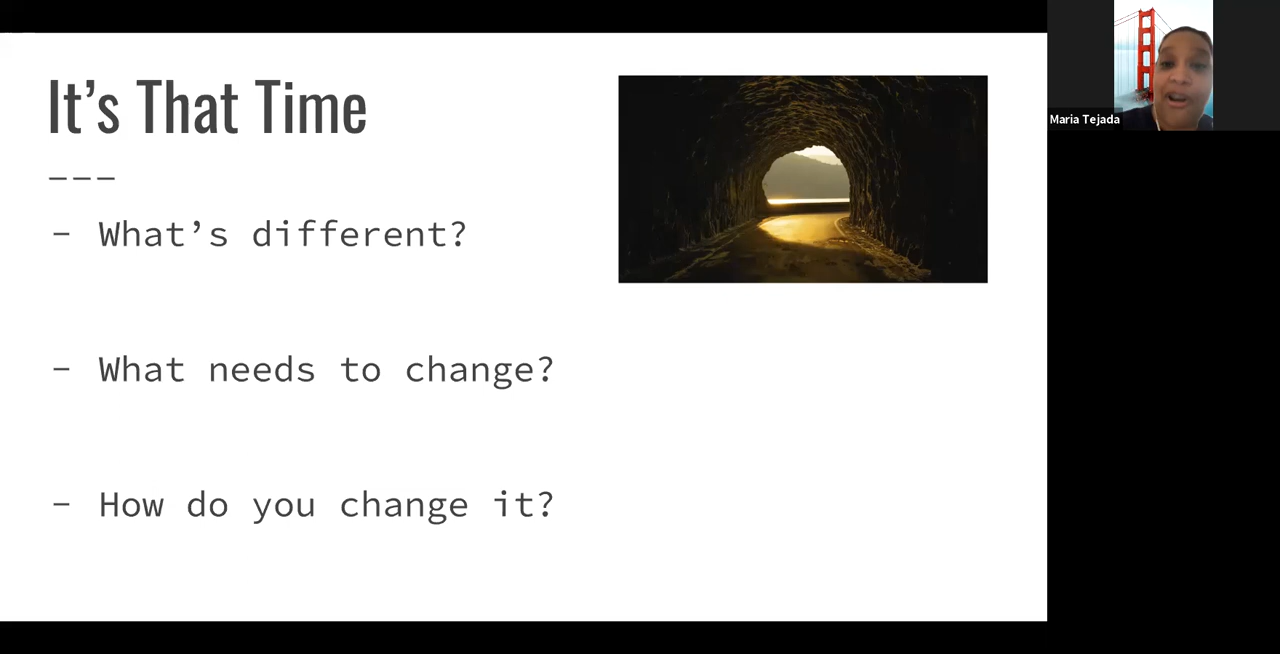 It’s That Time
– What’s different?
– What needs to change?
– How do you change it?
Maria Tejada